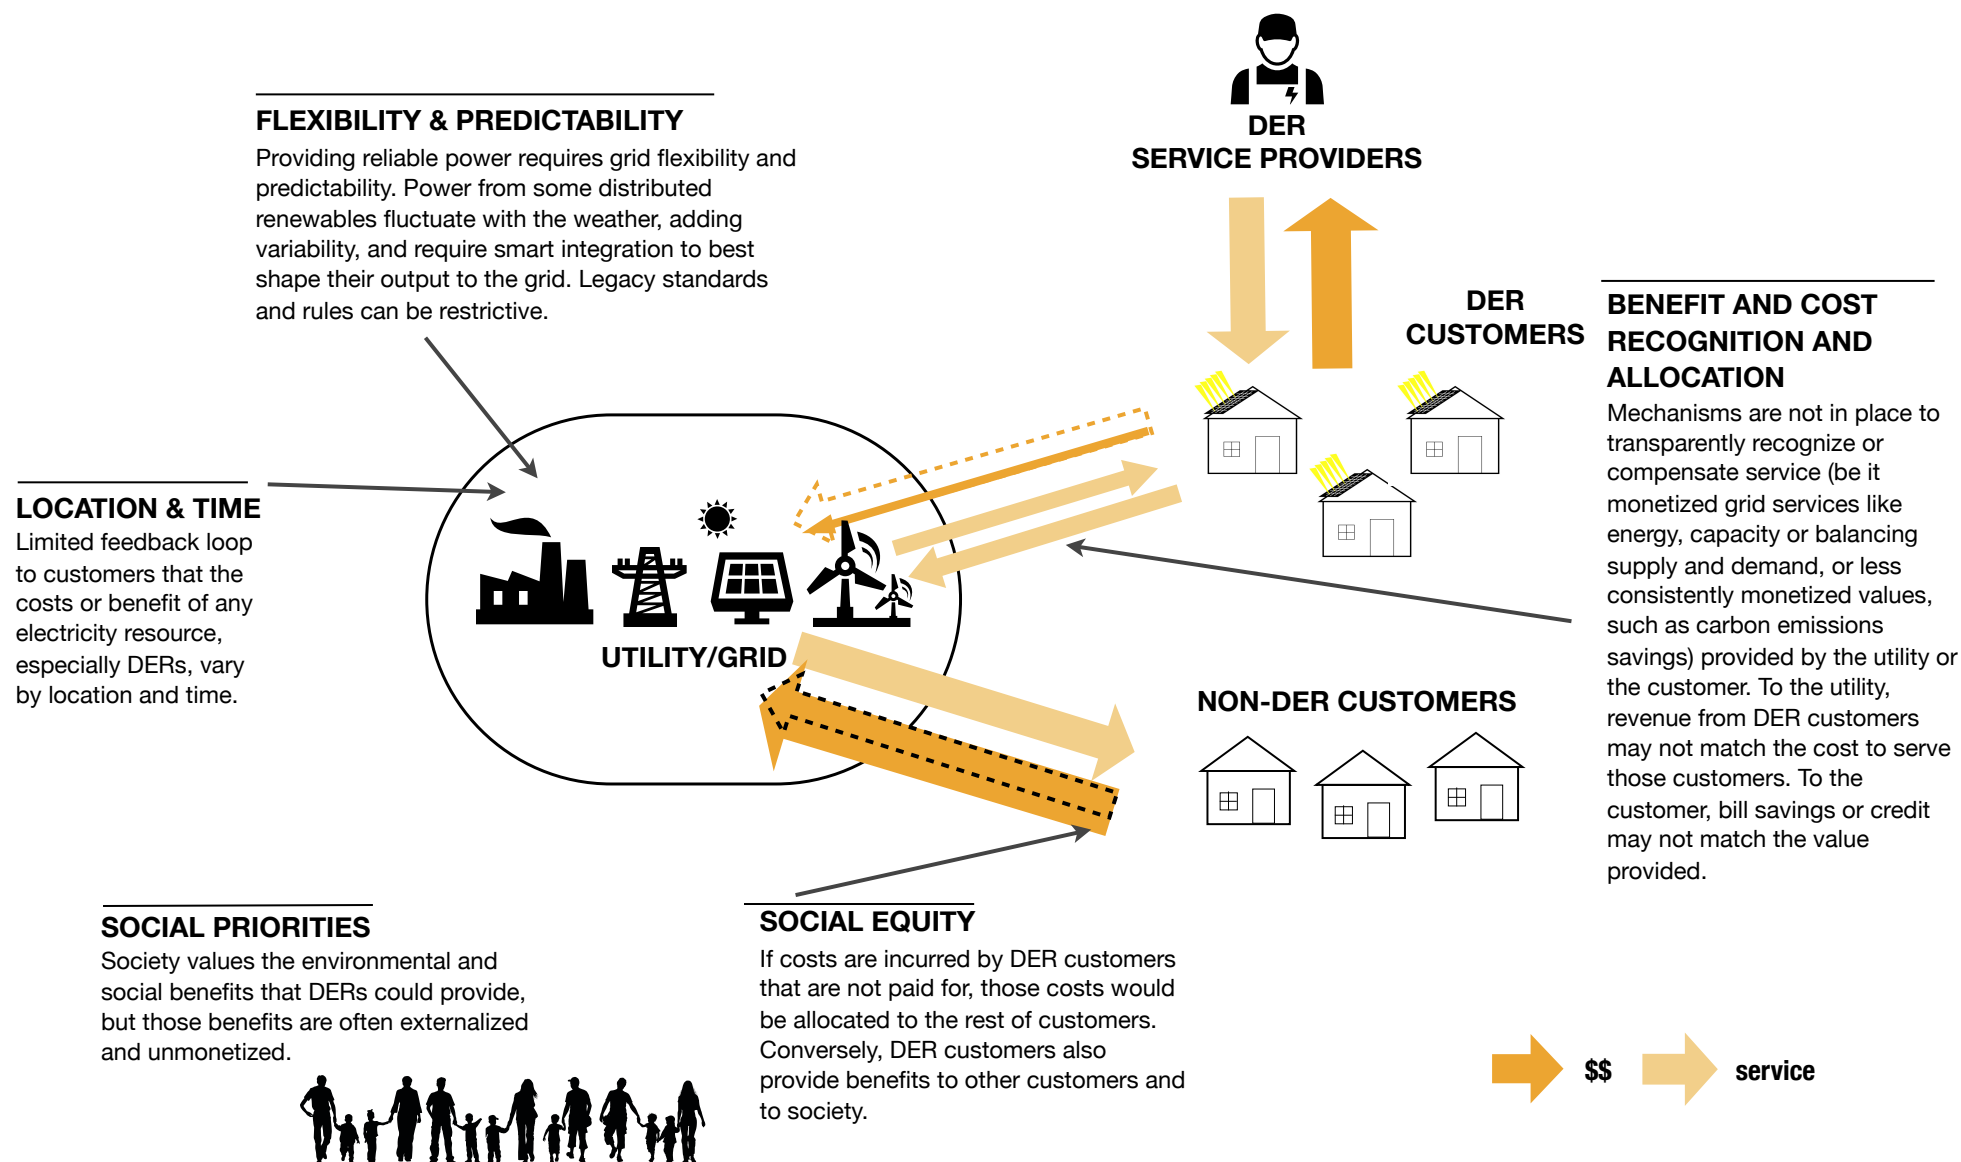 FLEXIBILITY & PREDICTABILITY
Providing reliable power requires grid flexibility and
predictability. Power from some distributed
renewables fluctuate with the weather, adding
variability, and require smart integration to best
shape their output to the grid. Legacy standards
and rules can be restrictive.
DER
SERVICE PROVIDERS
DER
CUSTOMERS
BENEFIT AND COST
RECOGNITION AND
ALLOCATION
Mechanisms are not in place to
transparently recognize or
compensate service (be it
monetized grid services like
energy, capacity or balancing
supply and demand, or less
consistently monetized values,
such as carbon emissions
savings) provided by the utility or
the customer. To the utility,
revenue from DER customers
may not match the cost to serve
those customers. To the
customer, bill savings or credit
may not match the value
provided.
LOCATION & TIME
Limited feedback loop
to customers that the
costs or benefit of any
electricity resource,
especially DERs, vary
by location and time.
UTILITY/GRID
NON-DER CUSTOMERS
SOCIAL PRIORITIES
Society values the environmental and
social benefits that DERs could provide,
but those benefits are often externalized
and unmonetized.
SOCIAL EQUITY
If costs are incurred by DER customers
that are not paid for, those costs would
be allocated to the rest of customers.
Conversely, DER customers also
provide benefits to other customers and
to society.
$$
service